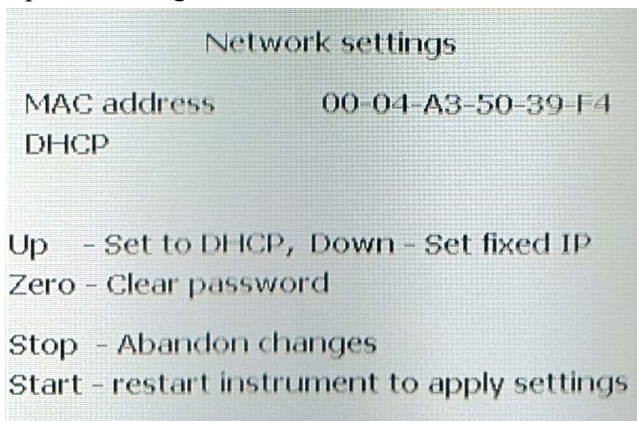 Network settings
MAC address 00-04-A3-50-39-F4
DHCP
Up - Set to DHCP, Down - Set fixed IP
Zero - Clear password
Stop - Abandon changes
Start - restart instrument to apply settings